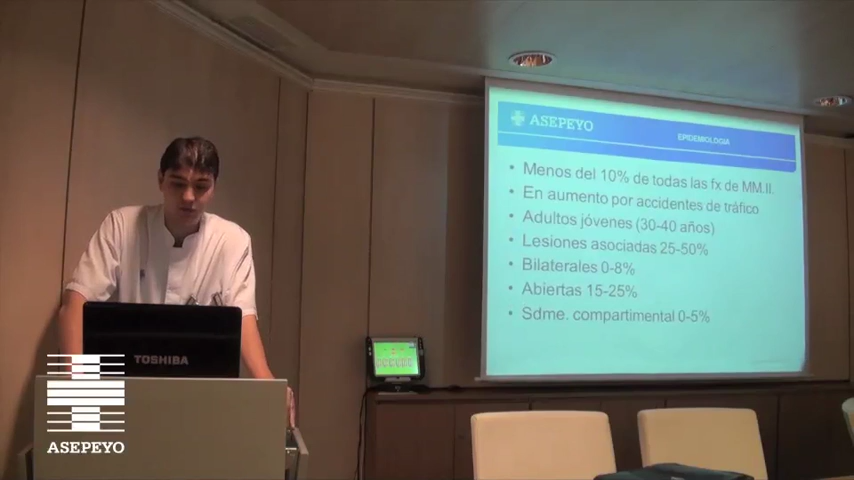 ASEPEYO
EPIDEMIOLOGIA
• Menos del 10% de todas las fx de MM.II.
• En aumento por accidentes de tráfico
• Adultos jóvenes (30-40 años)
• Lesiones asociadas 25-50%
• Bilaterales 0-8%
• Abiertas 15-25%
• Sdme. compartimental 0-5%
TOSHIBA
ASEPEYO